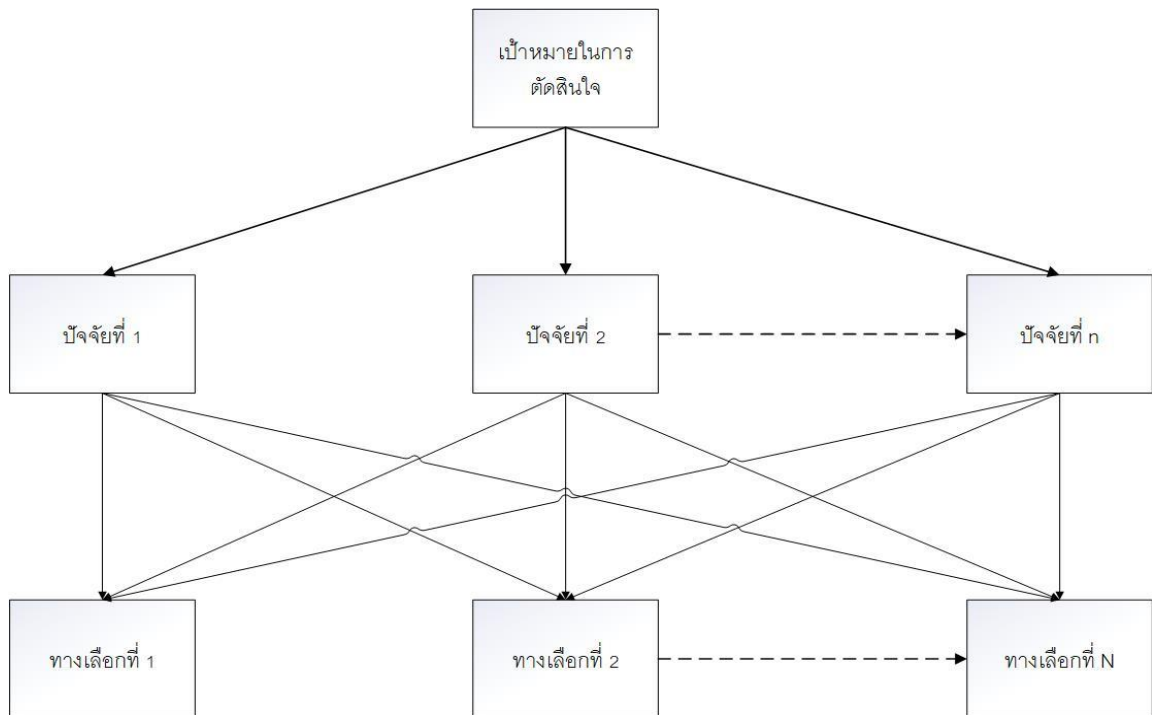 เป้าหมายในการ
ตัดสินใจ
ปัจจัยที่ 1
ปัจจัยที่ 2
ปัจจัยที่ n
ทางเลือกที่ 1
ทางเลือกที่ 2
ทางเลือกที่ N